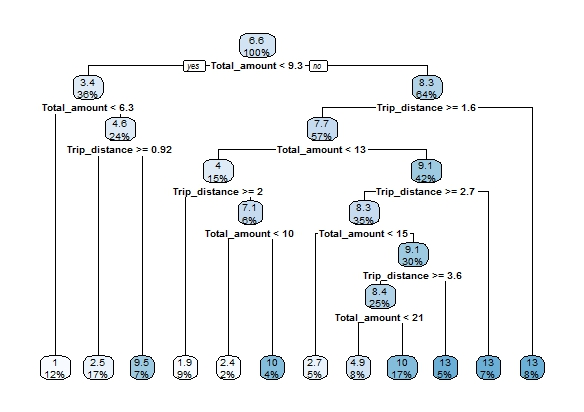 6.6
100%
yes Total_amount < 9.3 no
3.4
36%
8.3
64%
Total_amount < 6.3
Trip_distance >= 1.6
4.6
24%
7.7
57%
Trip_distance >= 0.92
Total_amount < 13
4
15%
9.1
42%
Trip_distance >= 2
Trip_distance >= 2.7
7.1
6%
8.3
35%
Total_amount < 10
Total_amount < 15
9.1
30%
Trip_distance >= 3.6
8.4
25%
Total_amount < 21
1 2.5 9.5 1.9 2.4 10 2.7 4.9 10 13 13 13
12% 17% 7% 9% 2% 4% 5% 8% 17% 5% 7% 8%